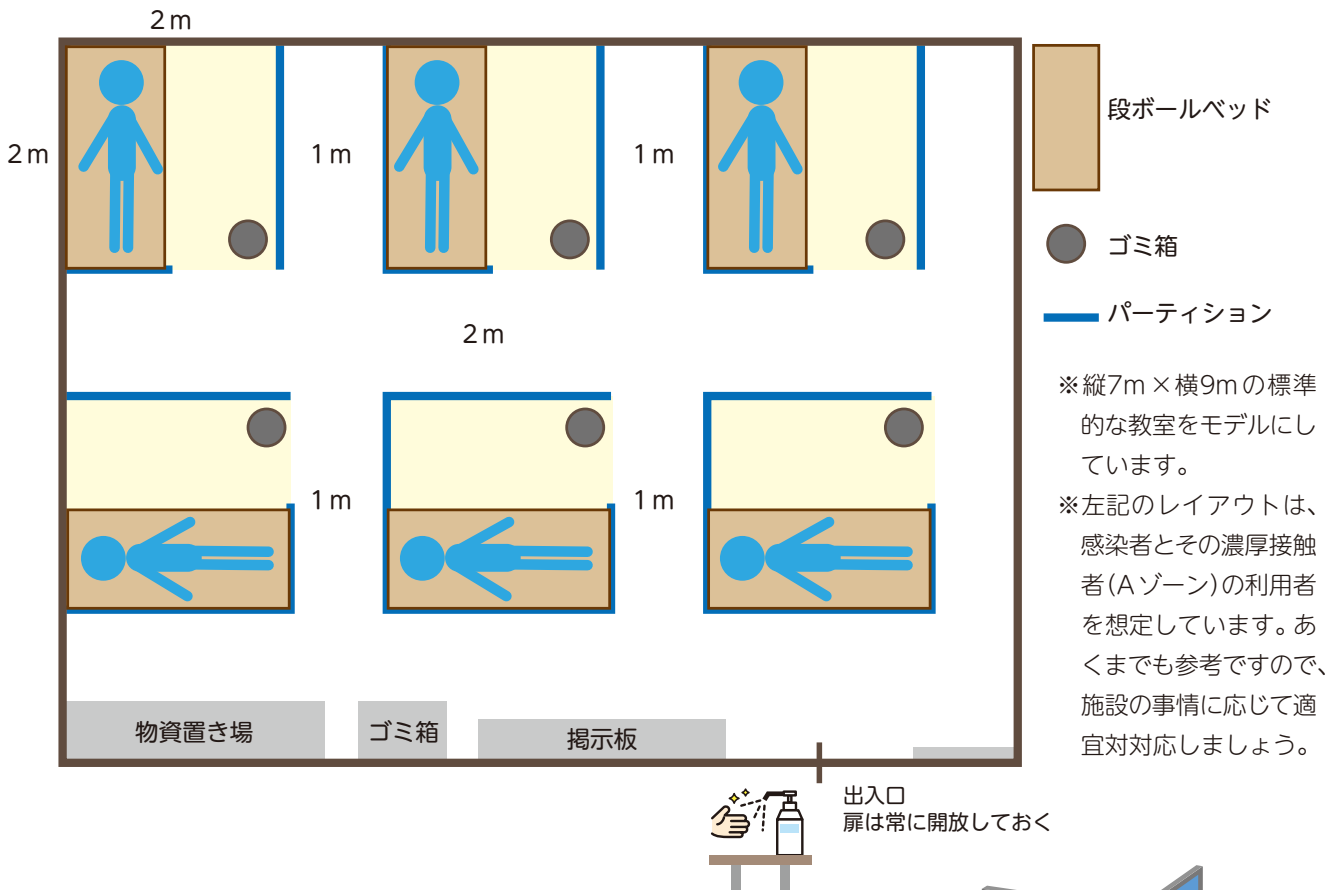 2m
2m
1m
1m
段ボールベッド
ゴミ箱
パーティション
2m
1m
1m
※縦7m×横9mの標準
的な教室をモデルにし
ています。
※左記のレイアウトは、
感染者とその濃厚接触
者(Aゾーン)の利用者
を想定しています。あ
くまでも参考ですので、
施設の事情に応じて適
宜対対応しましょう。
物資置き場
ゴミ箱
掲示板
出入口
扉は常に開放しておく